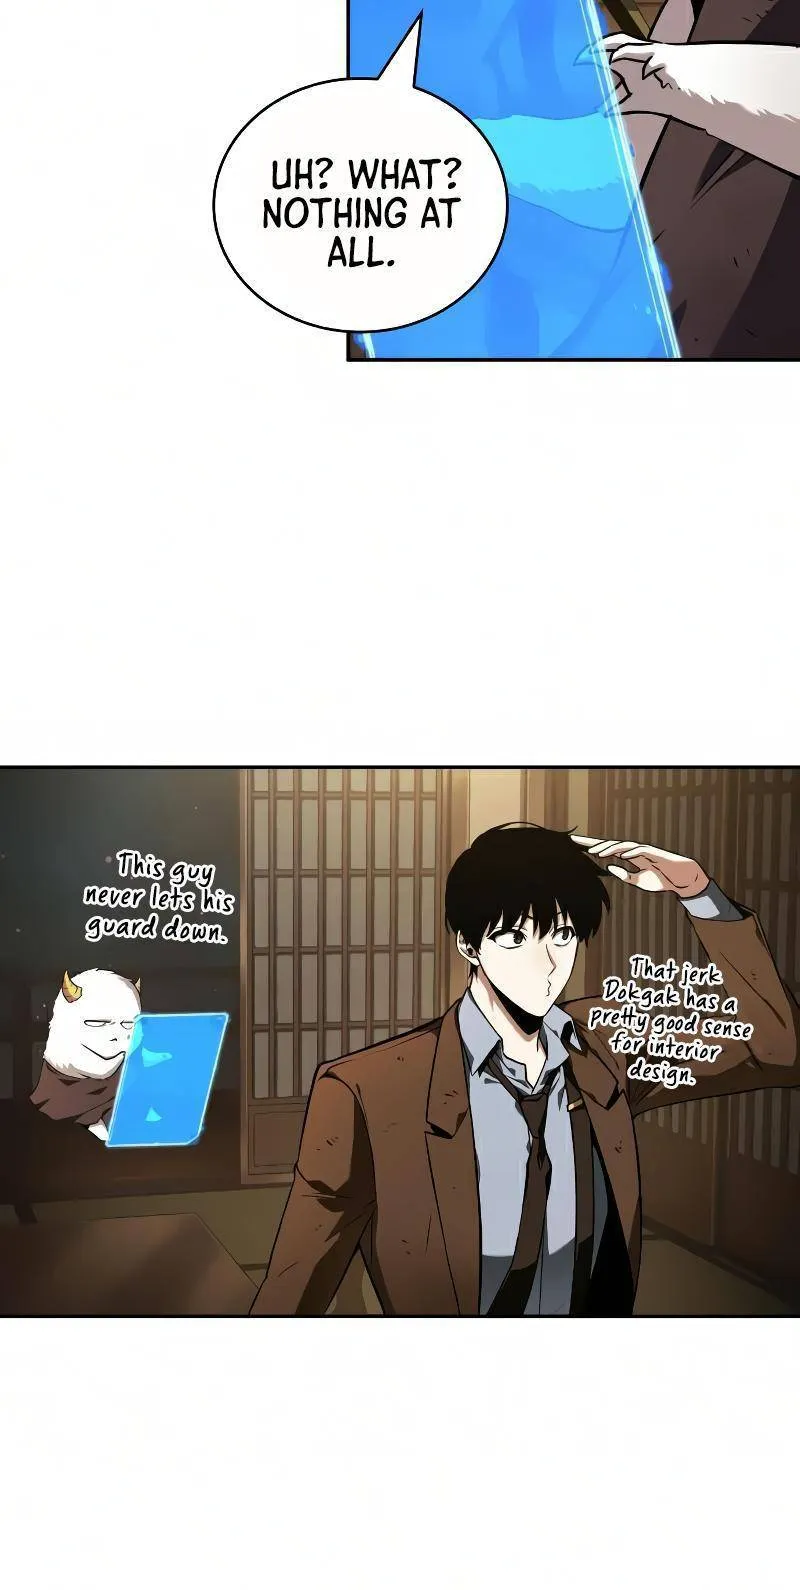 UH? WHAT?
NOTHING AT
ALL.
This guy
never lets his
guard down.
That jerk
Dokgak has a
pretty good sense
for interior
design.